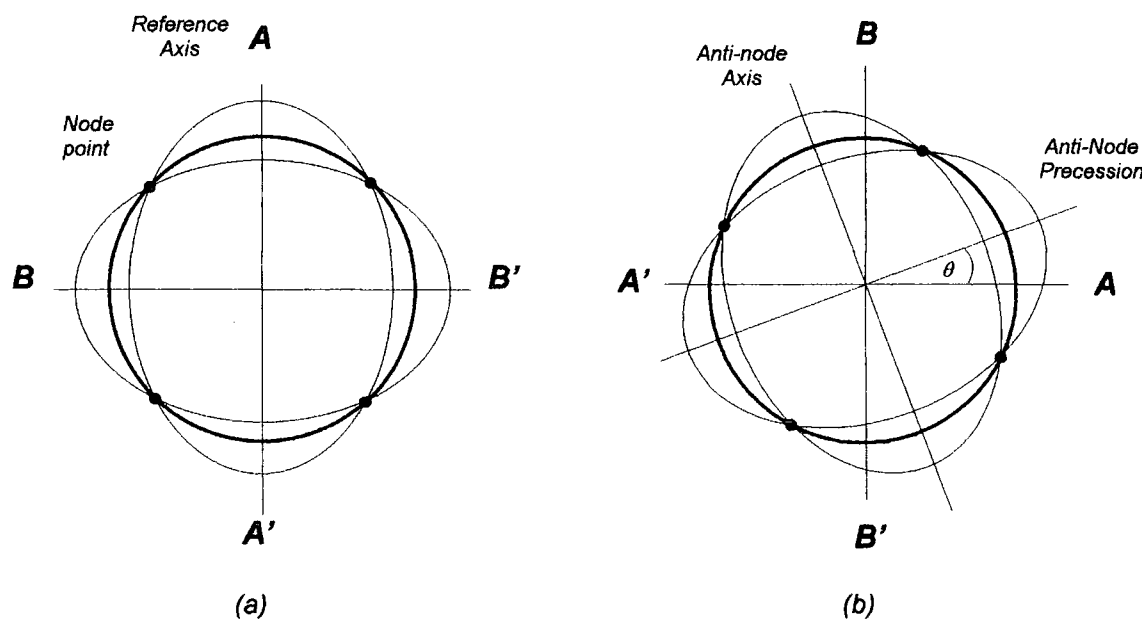 Reference
Axis
A
Node
point
B
B'
A'
(a)
B
Anti-node
Axis
Anti-Node
Precession
θ
A'
A
B'
(b)